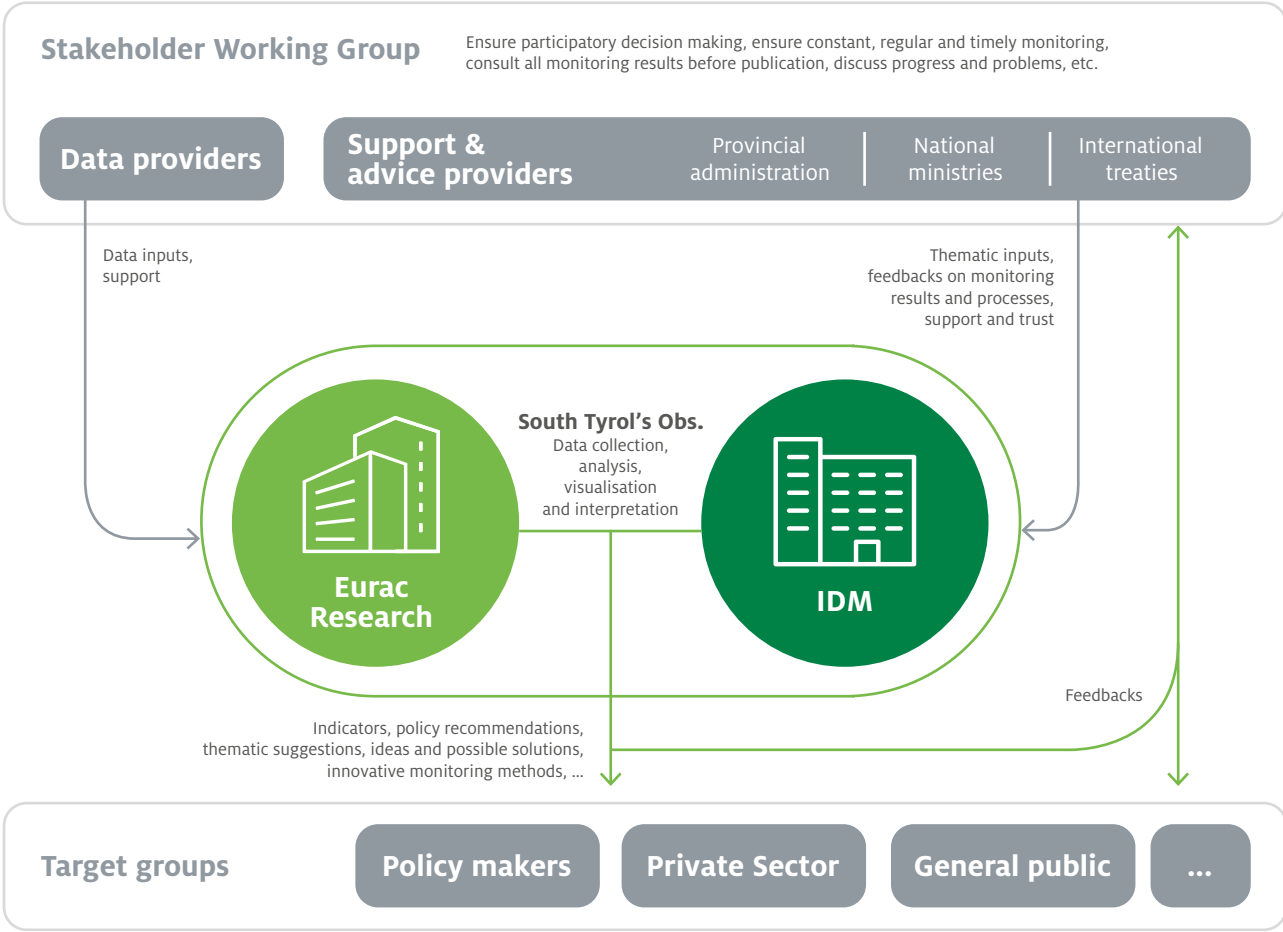 Stakeholder Working Group
Ensure participatory decision making, ensure constant, regular and timely monitoring,
consult all monitoring results before publication, discuss progress and problems, etc.
Data providers
Support &
advice providers
Provincial
administration
National
ministries
International
treaties
Data inputs,
support
Thematic inputs,
feedbacks on monitoring
results and processes,
support and trust
South Tyrol's Obs.
Data collection,
analysis,
visualisation
and interpretation
Eurac
Research
IDM
Feedbacks
Indicators, policy recommendations,
thematic suggestions, ideas and possible solutions,
innovative monitoring methods, ...
Target groups
Policy makers
Private Sector
General public
...